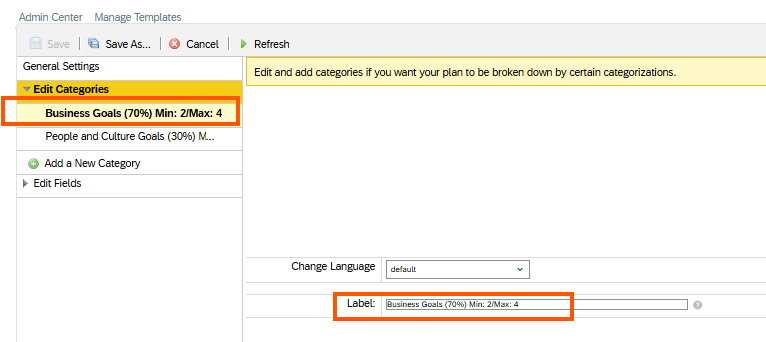 Admin Center Manage Templates
Save Save As... Cancel Refresh
General Settings
Edit Categories
Business Goals (70%) Min: 2/Max: 4
People and Culture Goals (30%) M...
Add a New Category
Edit Fields
Edit and add categories if you want your plan to be broken down by certain categorizations.
Change Language default
Label: Business Goals (70%) Min: 2/Max: 4